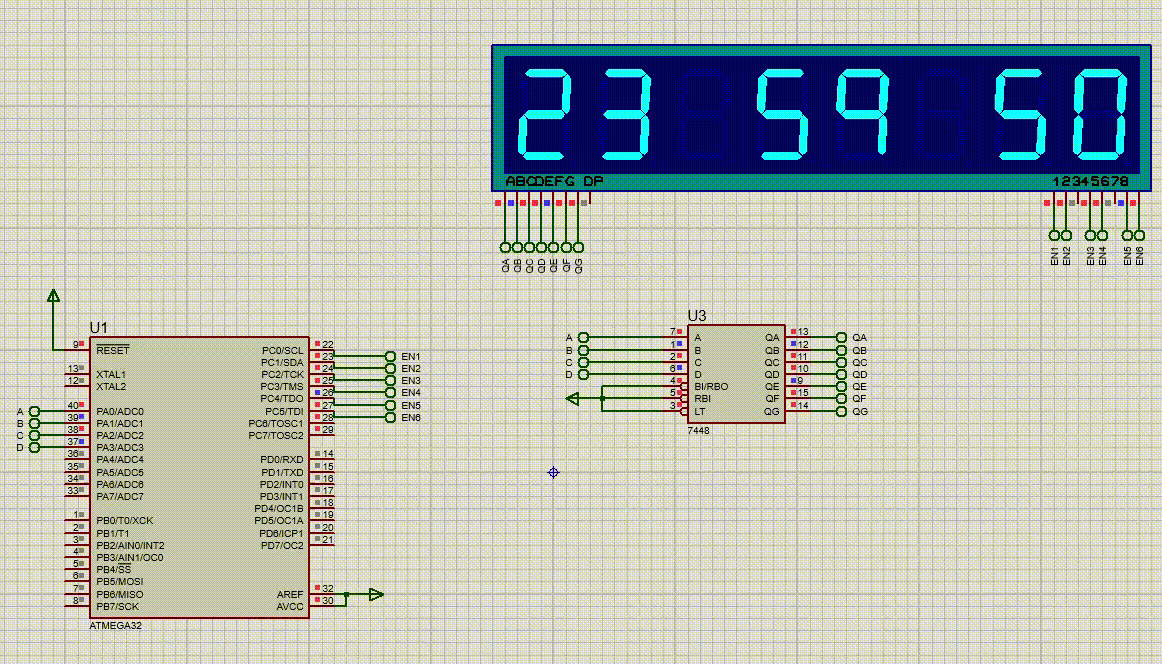 23 59 50
ABCDEFG DP
12345678
QA
QB
QC
QD
QE
QF
QG
EN1
EN2
EN3
EN4
EN5
EN6
U1
9 RESET
13 XTAL1
12 XTAL2
A 40 PA0/ADC0
B 39 PA1/ADC1
C 38 PA2/ADC2
D 37 PA3/ADC3
36 PA4/ADC4
35 PA5/ADC5
34 PA6/ADC6
33 PA7/ADC7
1 PB0/T0/XCK
2 PB1/T1
3 PB2/AIN0/INT2
4 PB3/AIN1/OC0
5 PB4/SS
6 PB5/MOSI
7 PB6/MISO
8 PB7/SCK
PC0/SCL 22
PC1/SDA 23 EN1
PC2/TCK 24 EN2
PC3/TMS 25 EN3
PC4/TDO 26 EN4
PC5/TDI 27 EN5
PC6/TOSC1 28 EN6
PC7/TOSC2 29
PD0/RXD 14
PD1/TXD 15
PD2/INT0 16
PD3/INT1 17
PD4/OC1B 18
PD5/OC1A 19
PD6/ICP1 20
PD7/OC2 21
AREF 32
AVCC 30
ATMEGA32
U3
A 7 A QA 13 QA
B 1 B QB 12 QB
C 2 C QC 11 QC
D 6 D QD 10 QD
4 BI/RBO QE 9 QE
5 RBI QF 15 QF
3 LT QG 14 QG
7448